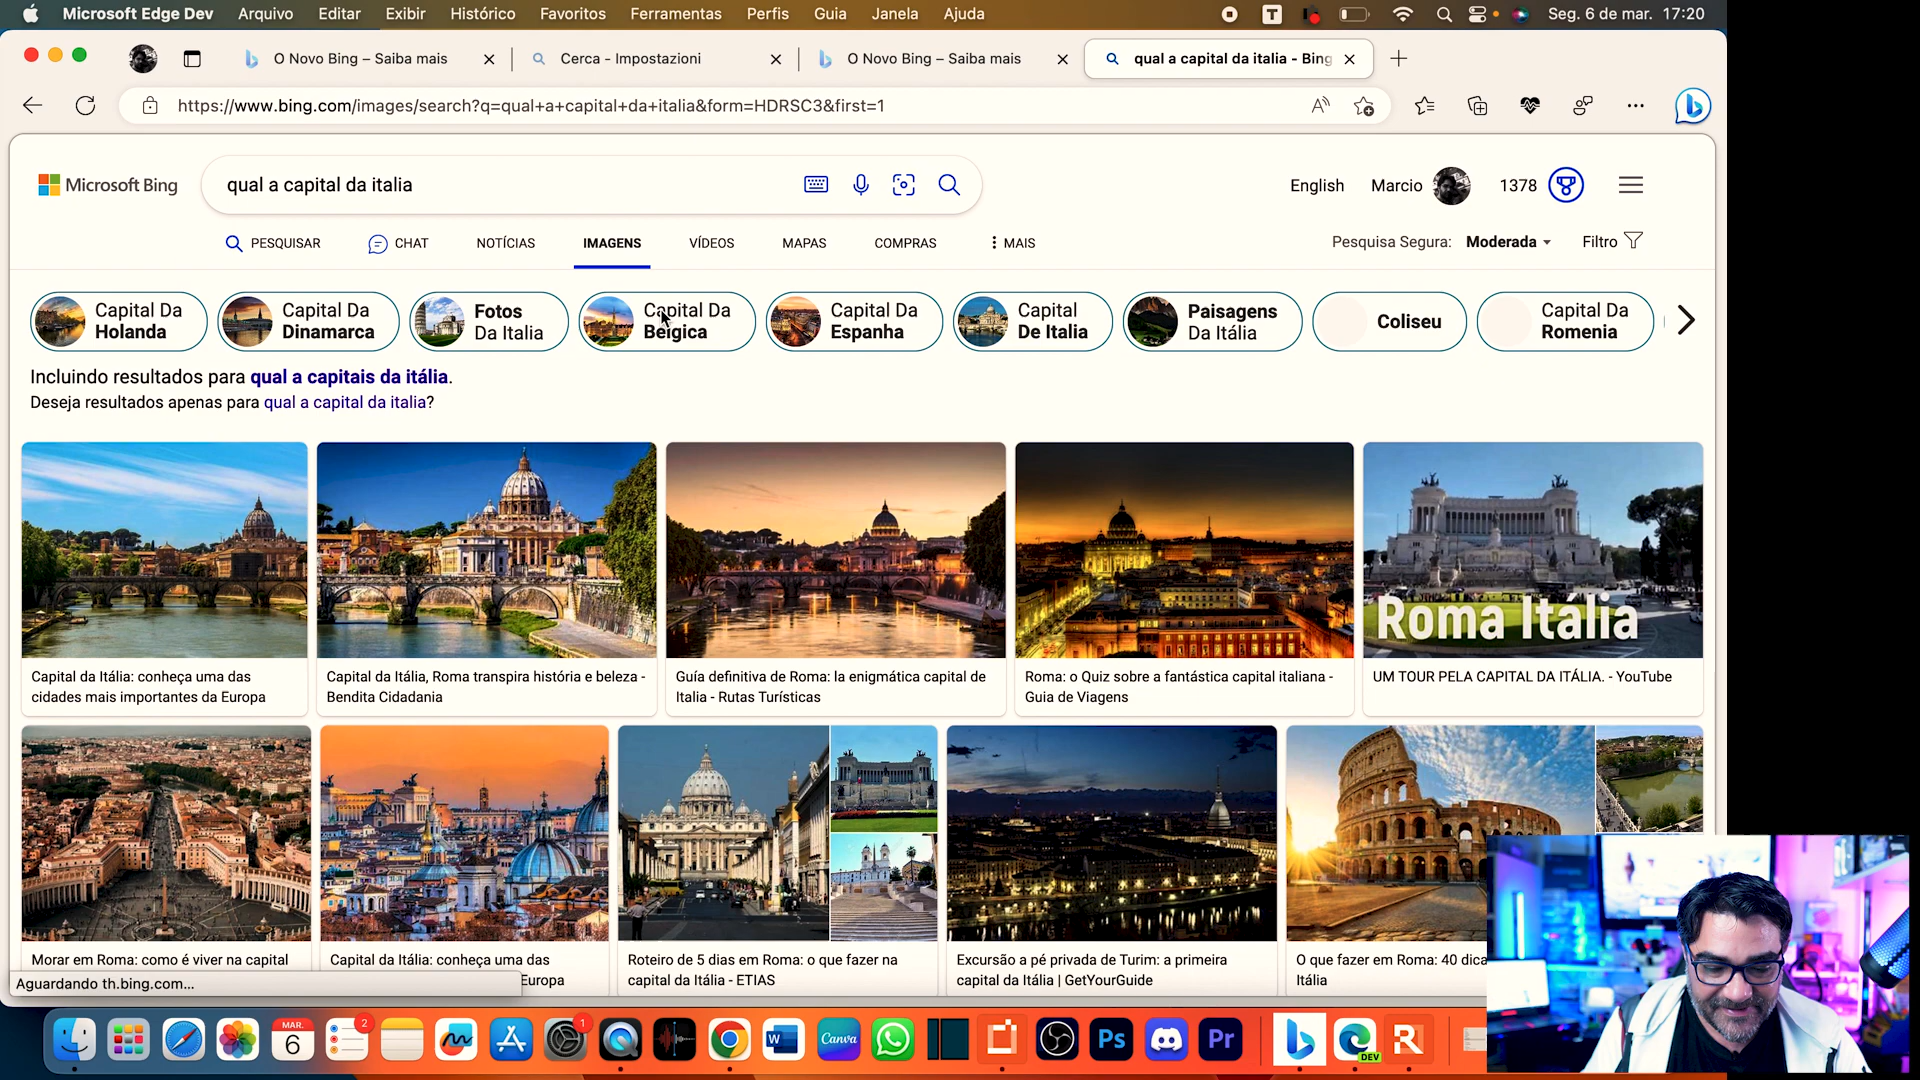 Microsoft Edge Dev Arquivo Editar Exibir Histórico Favoritos Ferramentas Perfis Guia Janela Ajuda
T
Seg. 6 de mar. 17:20
O Novo Bing – Saiba mais
Cerca - Impostazioni
O Novo Bing – Saiba mais
qual a capital da italia - Bing
https://www.bing.com/images/search?q=qual+a+capital+da+italia&form=HDRSC3&first=1
Microsoft Bing
qual a capital da italia
English
Marcio
1378
PESQUISAR CHAT NOTÍCIAS IMAGENS VÍDEOS MAPAS COMPRAS MAIS
Pesquisa Segura: Moderada
Filtro
Capital Da
Holanda
Capital Da
Dinamarca
Fotos
Da Italia
Capital Da
Belgica
Capital Da
Espanha
Capital
De Italia
Paisagens
Da Itália
Coliseu
Capital Da
Romenia
Incluindo resultados para qual a capitais da itália.
Deseja resultados apenas para qual a capital da italia?
Roma Itália
Capital da Itália: conheça uma das
cidades mais importantes da Europa
Capital da Itália, Roma transpira história e beleza -
Bendita Cidadania
Guía definitiva de Roma: la enigmática capital de
Italia - Rutas Turísticas
Roma: o Quiz sobre a fantástica capital italiana -
Guia de Viagens
UM TOUR PELA CAPITAL DA ITÁLIA. - YouTube
Morar em Roma: como é viver na capital
Capital da Itália: conheça uma das
Europa
Roteiro de 5 dias em Roma: o que fazer na
capital da Itália - ETIAS
Excursão a pé privada de Turim: a primeira
capital da Itália | GetYourGuide
O que fazer em Roma: 40 dica
Itália
Aguardando th.bing.com...
MAR.
6
2
1
W
Canva
Ps
Pr
DEV
R